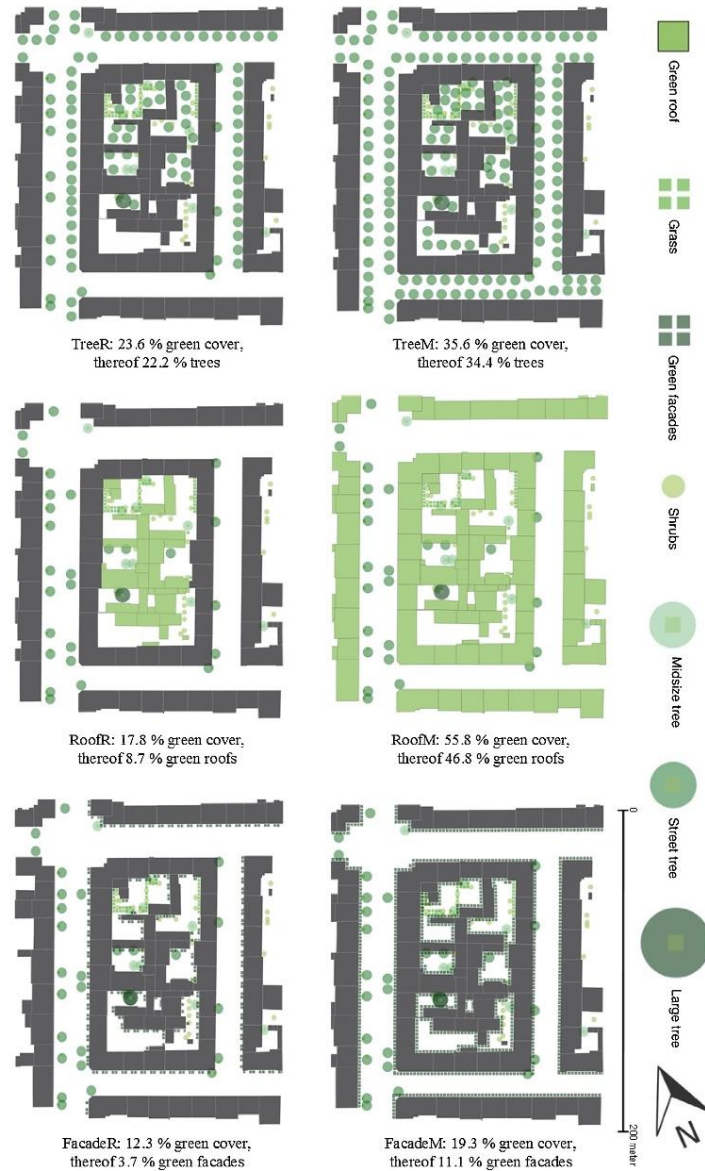 TreeR: 23.6 % green cover,
thereof 22.2 % trees
TreeM: 35.6 % green cover,
thereof 34.4 % trees
RoofR: 17.8 % green cover,
thereof 8.7 % green roofs
RoofM: 55.8 % green cover,
thereof 46.8 % green roofs
FacadeR: 12.3 % green cover,
thereof 3.7 % green facades
FacadeM: 19.3 % green cover,
thereof 11.1 % green facades
Green roof
Grass
Green facades
Shrubs
Midsize tree
Street tree
Large tree
0
200 meter
N